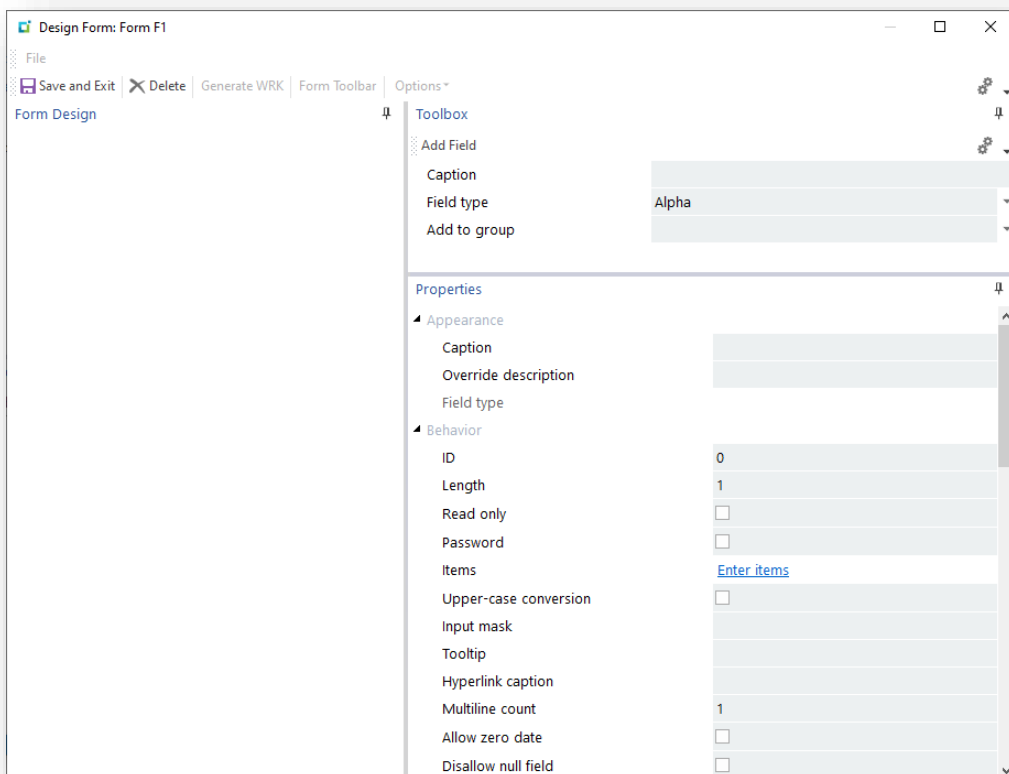 Design Form: Form F1
File
Save and Exit Delete Generate WRK Form Toolbar Options
Form Design
Toolbox
Add Field
Caption
Field type Alpha
Add to group
Properties
Appearance
Caption
Override description
Field type
Behavior
ID 0
Length 1
Read only
Password
Items Enter items
Upper-case conversion
Input mask
Tooltip
Hyperlink caption
Multiline count 1
Allow zero date
Disallow null field